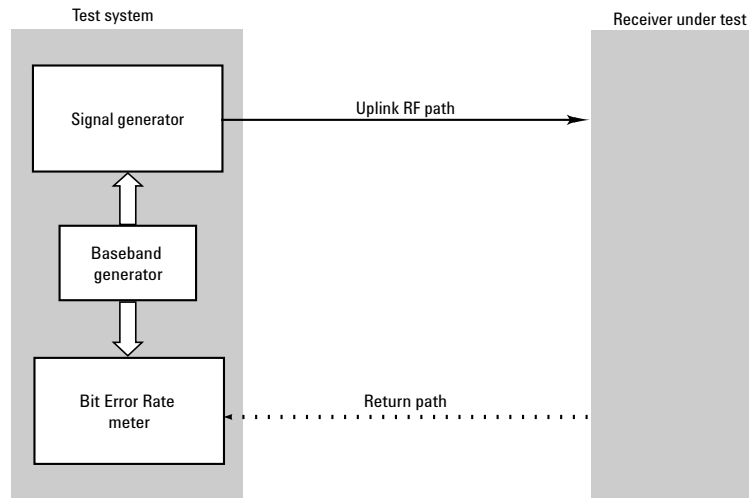 Test system
Receiver under test
Signal generator
Uplink RF path
Baseband
generator
Bit Error Rate
meter
Return path